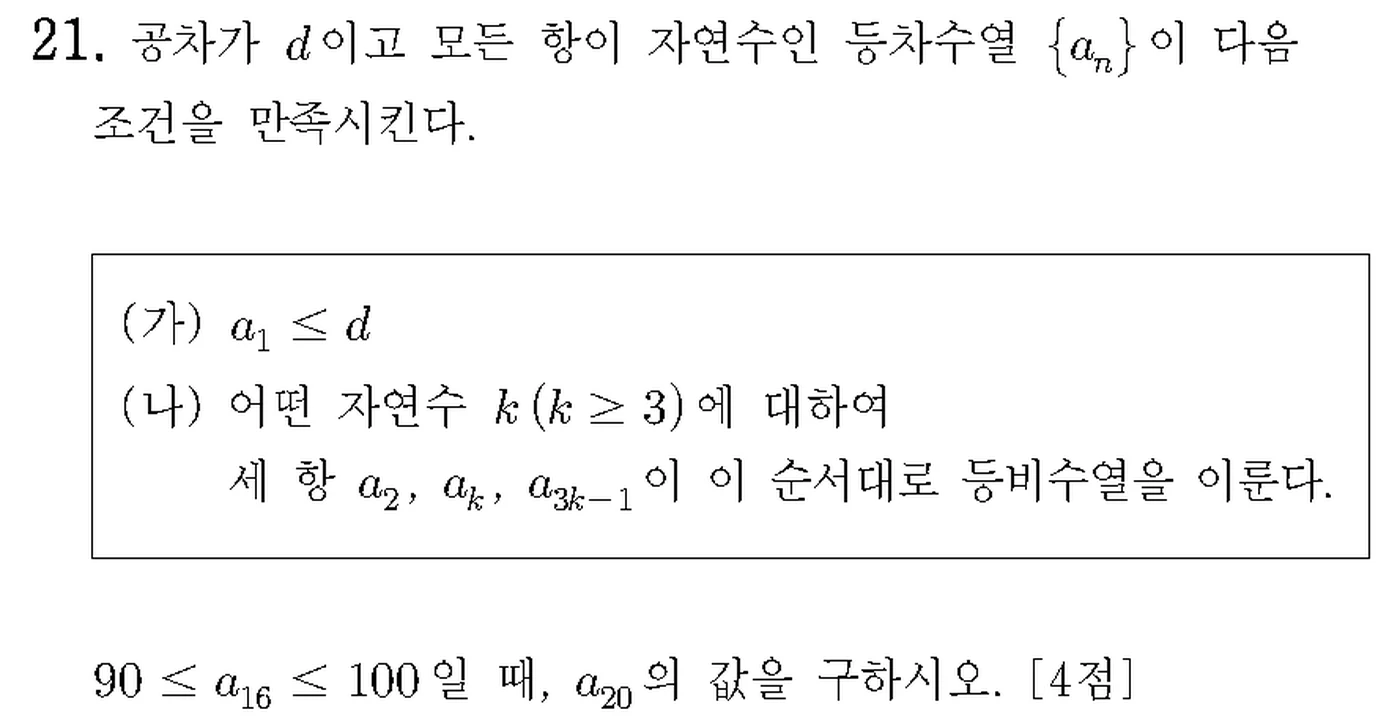 21. 공차가 d이고 모든 항이 자연수인 등차수열 {aₙ}이 다음
조건을 만족시킨다.
(가) a₁ ≤ d
(나) 어떤 자연수 k (k ≥ 3)에 대하여
세 항 a₂, aₖ, a₃ₖ₋₁이 이 순서대로 등비수열을 이룬다.
90 ≤ a₁₆ ≤ 100일 때, a₂₀의 값을 구하시오. [4점]